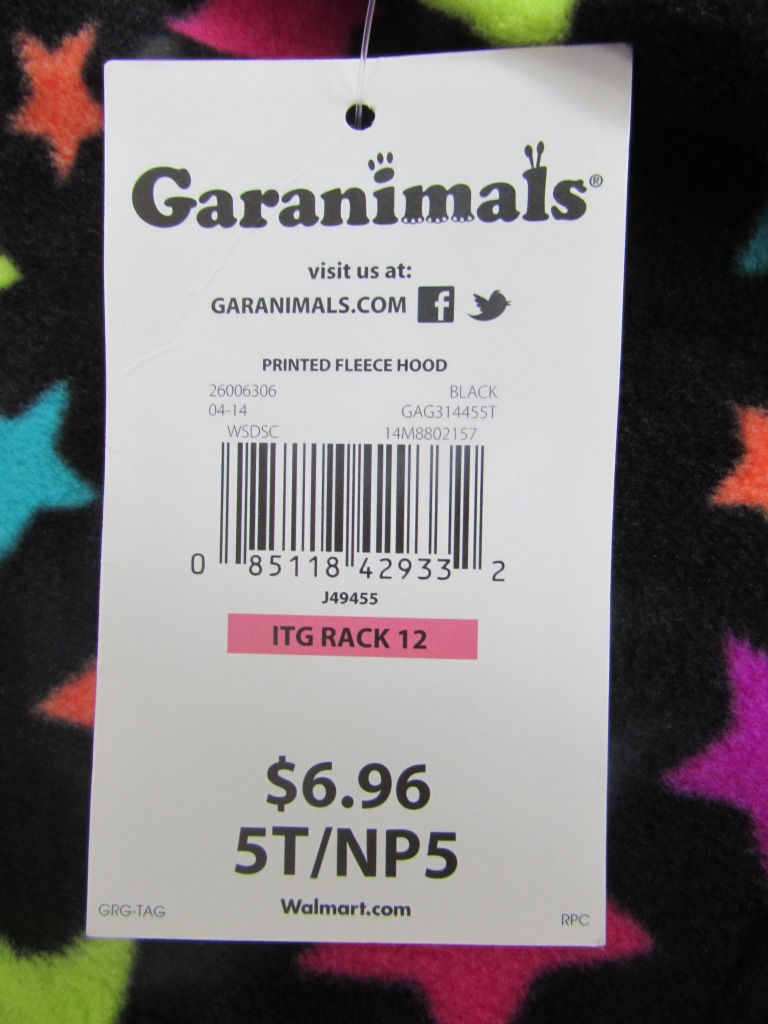 Garanimals®
visit us at:
GARANIMALS.COM f
PRINTED FLEECE HOOD
26006306 BLACK
04-14 GAG314455T
WSDSC 14M8802157
0 85118 42933 2
J49455
ITG RACK 12
$6.96
5T/NP5
Walmart.com
GRG-TAG RPC